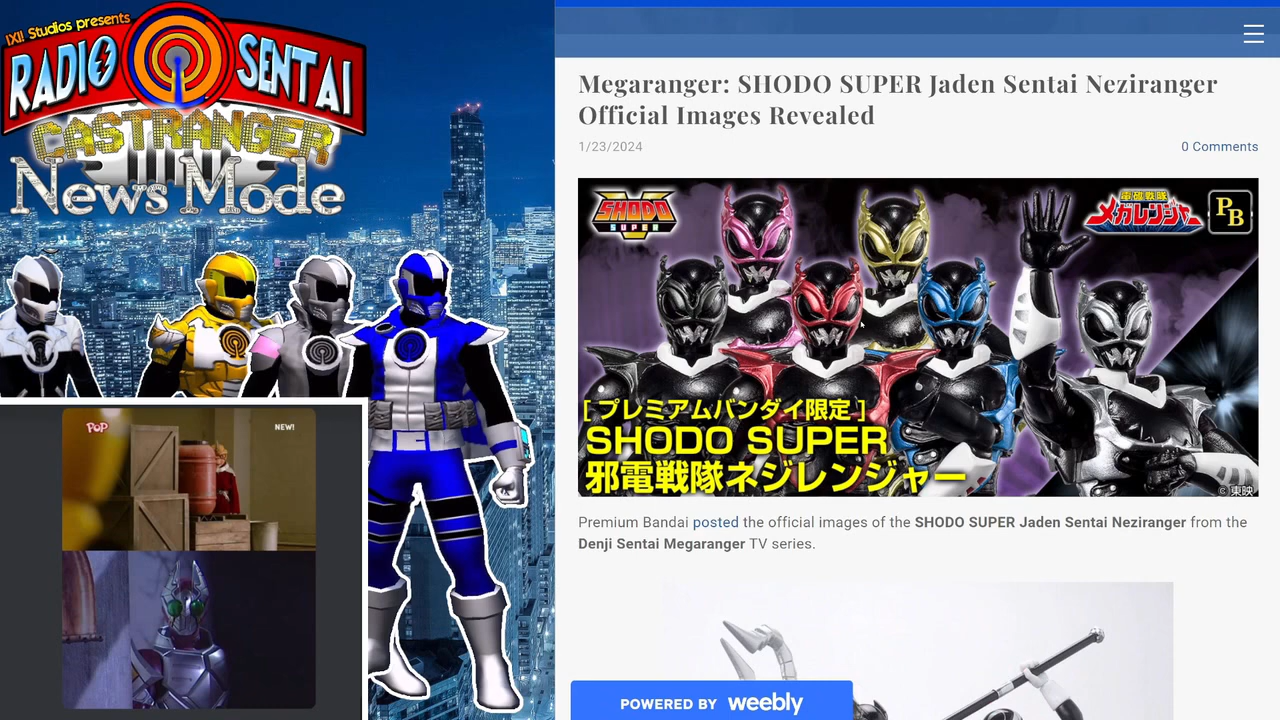 IXII Studios presents
RADIO SENTAI
CASTRANGER
News Mode
POP
NEW!
Megaranger: SHODO SUPER Jaden Sentai Neziranger
Official Images Revealed
1/23/2024
0 Comments
SHODO
SUPER
電磁戦隊
メガレンジャー
PB
[プレミアムバンダイ限定]
SHODO SUPER
邪電戦隊ネジレンジャー
©東映
Premium Bandai posted the official images of the SHODO SUPER Jaden Sentai Neziranger from the
Denji Sentai Megaranger TV series.
POWERED BY weebly